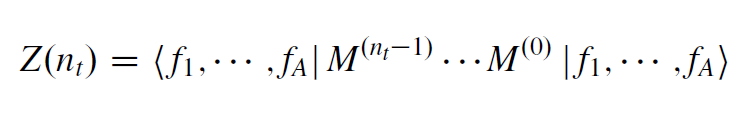 Z(n_t) = ⟨f_1, ⋯ ,f_A| M^{(n_t−1)} ⋯ M^{(0)} |f_1, ⋯ ,f_A⟩